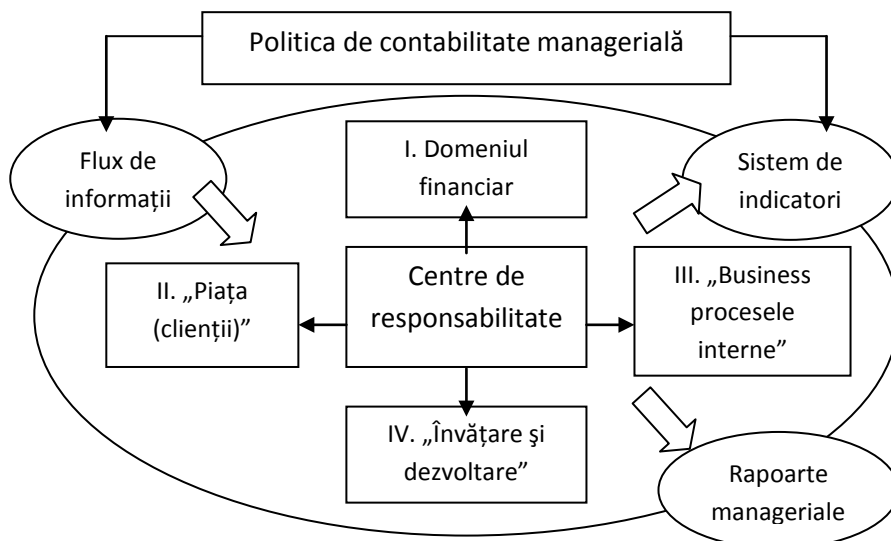 Politica de contabilitate managerială
Flux de
informații
I. Domeniul
financiar
Sistem de
indicatori
II. „Piața
(clienții)”
Centre de
responsabilitate
III. „Business
procesele
interne”
IV. „Învățare şi
dezvoltare”
Rapoarte
manageriale